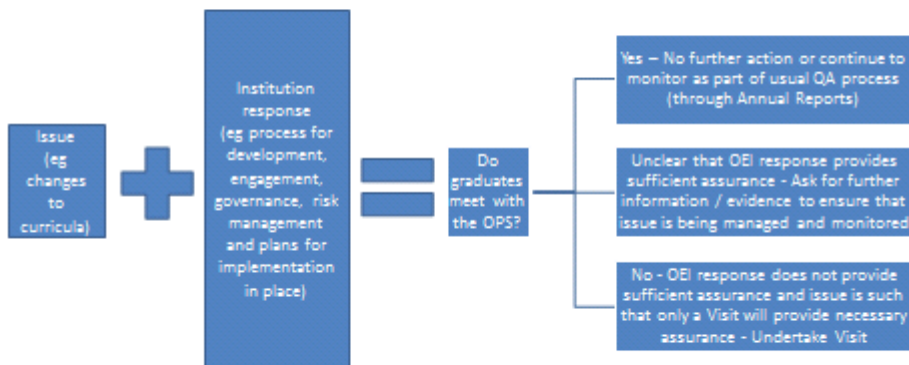 Issue
(eg
changes
to
curricula)
Institution
response
(eg process for
development,
engagement,
governance, risk
management
and plans for
implementation
in place)
Do
graduates
meet with
the OPS?
Yes – No further action or continue to
monitor as part of usual QA process
(through Annual Reports)
Unclear that OEI response provides
sufficient assurance - Ask for further
information / evidence to ensure that
issue is being managed and monitored
No - OEI response does not provide
sufficient assurance and issue is such
that only a Visit will provide necessary
assurance - Undertake Visit